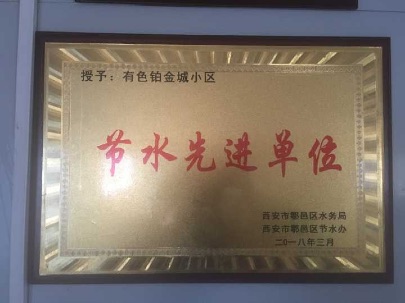 授予：有色铂金城小区
节水先进单位
西安市鄠邑区水务局
西安市鄠邑区节水办
二〇一八年三月